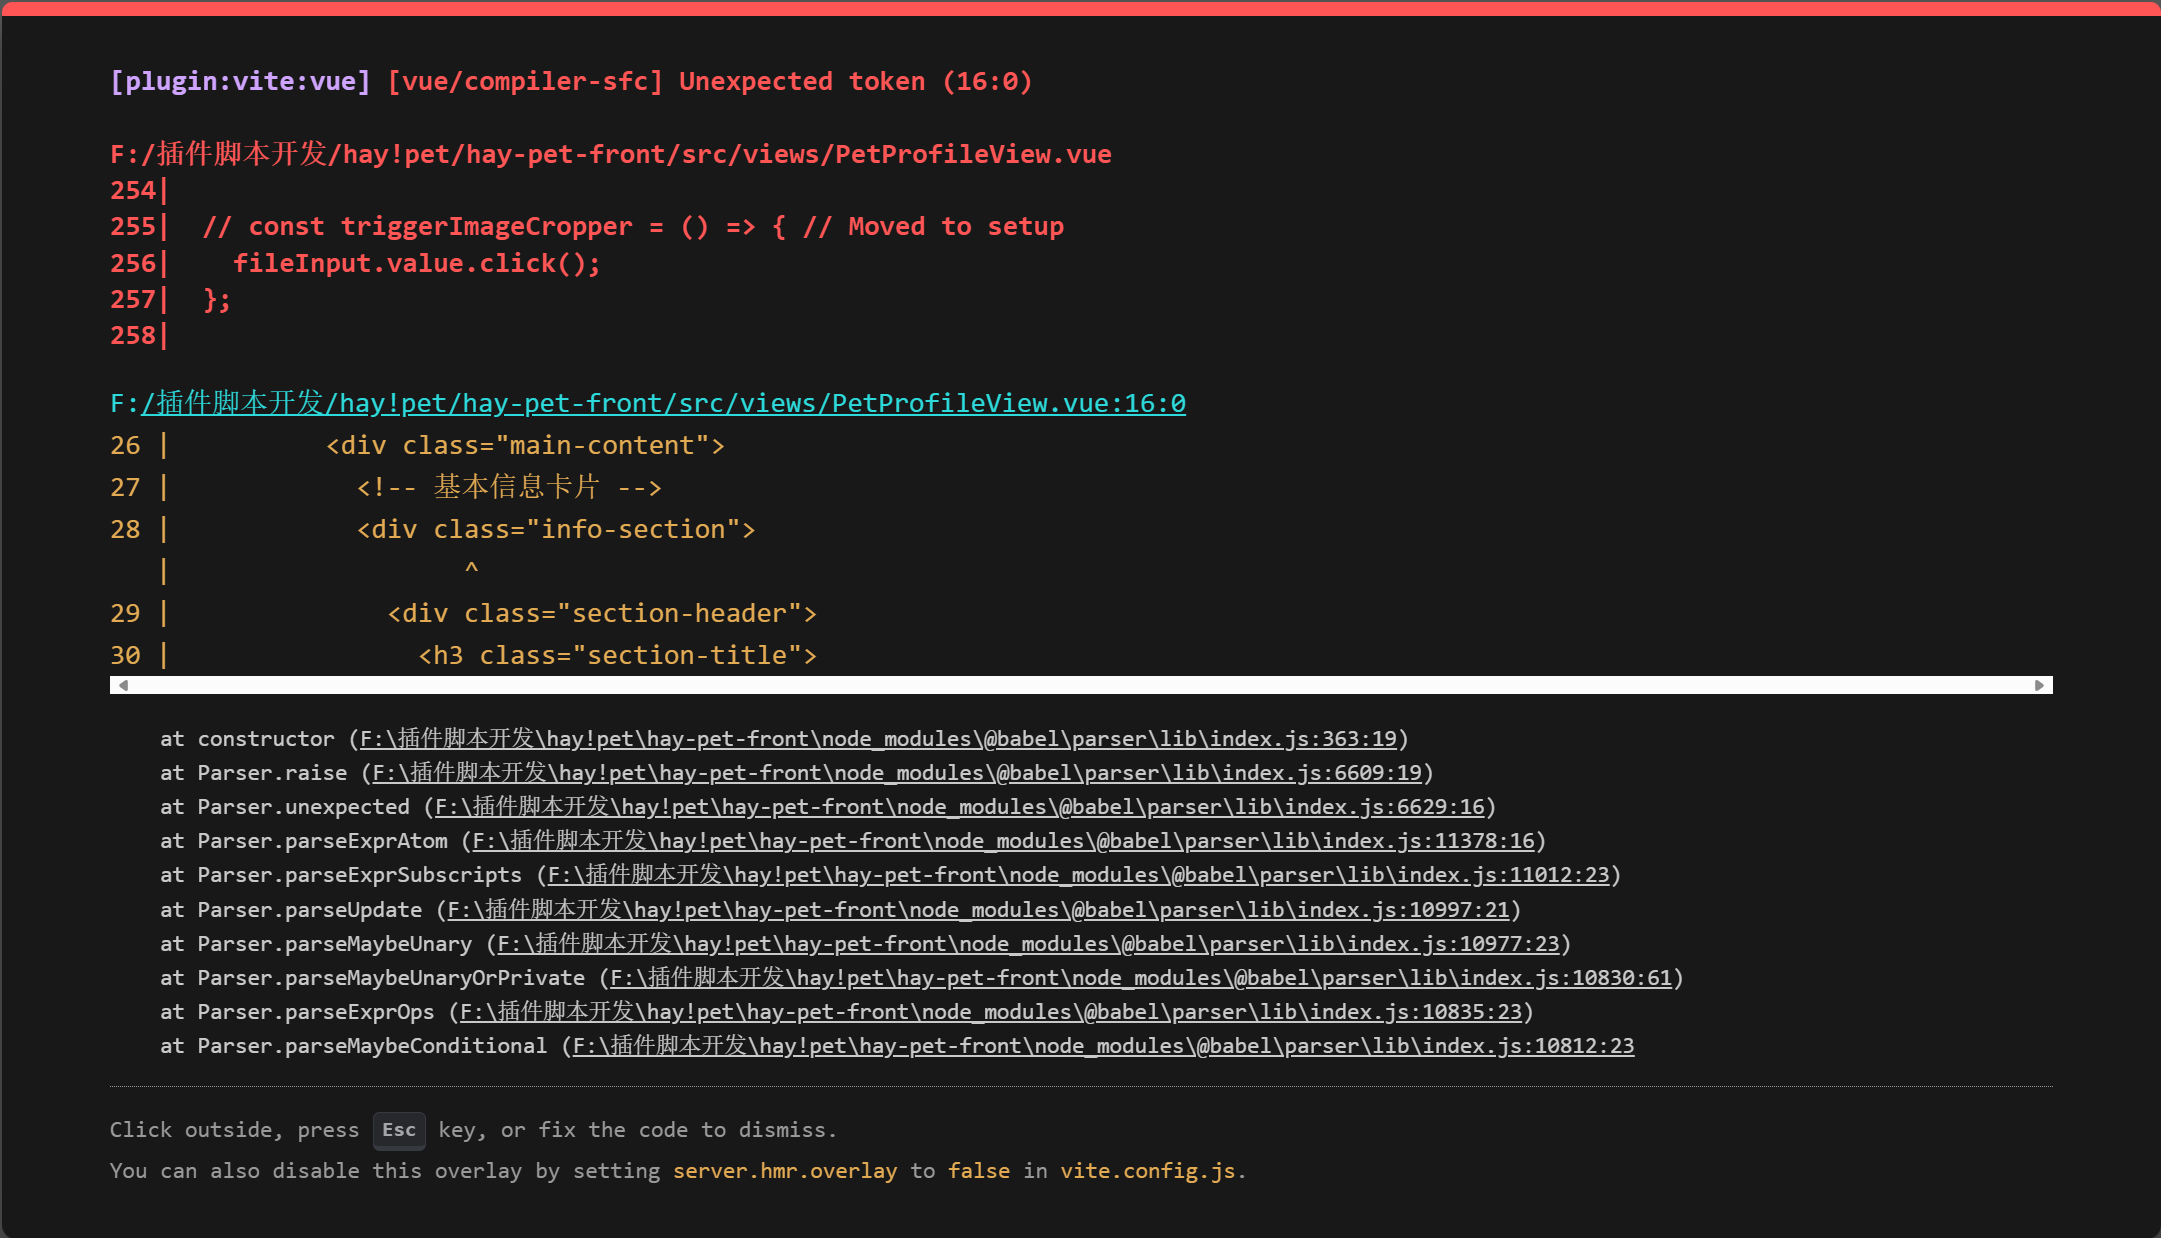 [plugin:vite:vue] [vue/compiler-sfc] Unexpected token (16:0)
F:/插件脚本开发/hay!pet/hay-pet-front/src/views/PetProfileView.vue
254|
255|  // const triggerImageCropper = () => { // Moved to setup
256|    fileInput.value.click();
257|  };
258|
F:/插件脚本开发/hay!pet/hay-pet-front/src/views/PetProfileView.vue:16:0
26 |          <div class="main-content">
27 |            <!-- 基本信息卡片 -->
28 |            <div class="info-section">
   |                   ^
29 |              <div class="section-header">
30 |                <h3 class="section-title">
at constructor (F:\插件脚本开发\hay!pet\hay-pet-front\node_modules\@babel\parser\lib\index.js:363:19)
at Parser.raise (F:\插件脚本开发\hay!pet\hay-pet-front\node_modules\@babel\parser\lib\index.js:6609:19)
at Parser.unexpected (F:\插件脚本开发\hay!pet\hay-pet-front\node_modules\@babel\parser\lib\index.js:6629:16)
at Parser.parseExprAtom (F:\插件脚本开发\hay!pet\hay-pet-front\node_modules\@babel\parser\lib\index.js:11378:16)
at Parser.parseExprSubscripts (F:\插件脚本开发\hay!pet\hay-pet-front\node_modules\@babel\parser\lib\index.js:11012:23)
at Parser.parseUpdate (F:\插件脚本开发\hay!pet\hay-pet-front\node_modules\@babel\parser\lib\index.js:10997:21)
at Parser.parseMaybeUnary (F:\插件脚本开发\hay!pet\hay-pet-front\node_modules\@babel\parser\lib\index.js:10977:23)
at Parser.parseMaybeUnaryOrPrivate (F:\插件脚本开发\hay!pet\hay-pet-front\node_modules\@babel\parser\lib\index.js:10830:61)
at Parser.parseExprOps (F:\插件脚本开发\hay!pet\hay-pet-front\node_modules\@babel\parser\lib\index.js:10835:23)
at Parser.parseMaybeConditional (F:\插件脚本开发\hay!pet\hay-pet-front\node_modules\@babel\parser\lib\index.js:10812:23
Click outside, press Esc key, or fix the code to dismiss.
You can also disable this overlay by setting server.hmr.overlay to false in vite.config.js.